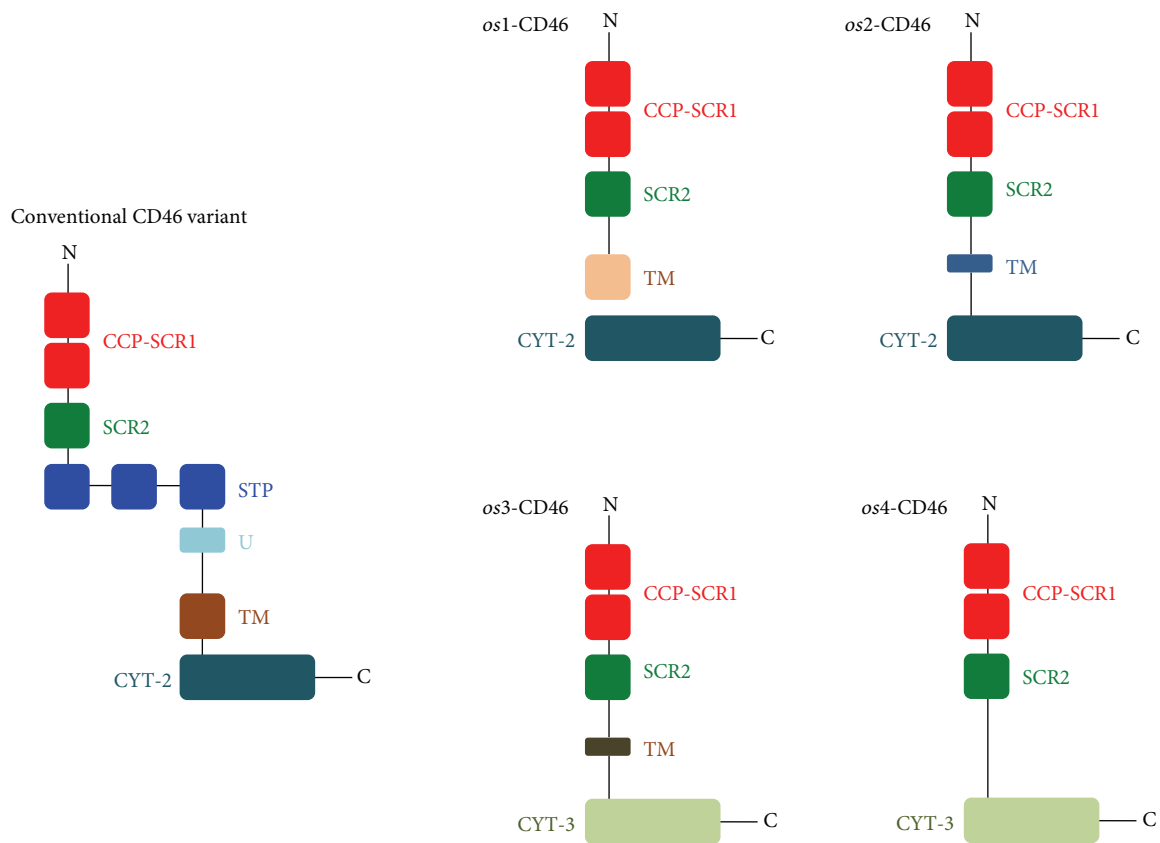 Conventional CD46 variant
N
CCP-SCR1
SCR2
STP
U
TM
CYT-2
C
os1-CD46
N
CCP-SCR1
SCR2
TM
CYT-2
C
os2-CD46
N
CCP-SCR1
SCR2
TM
CYT-2
C
os3-CD46
N
CCP-SCR1
SCR2
TM
CYT-3
C
os4-CD46
N
CCP-SCR1
SCR2
CYT-3
C